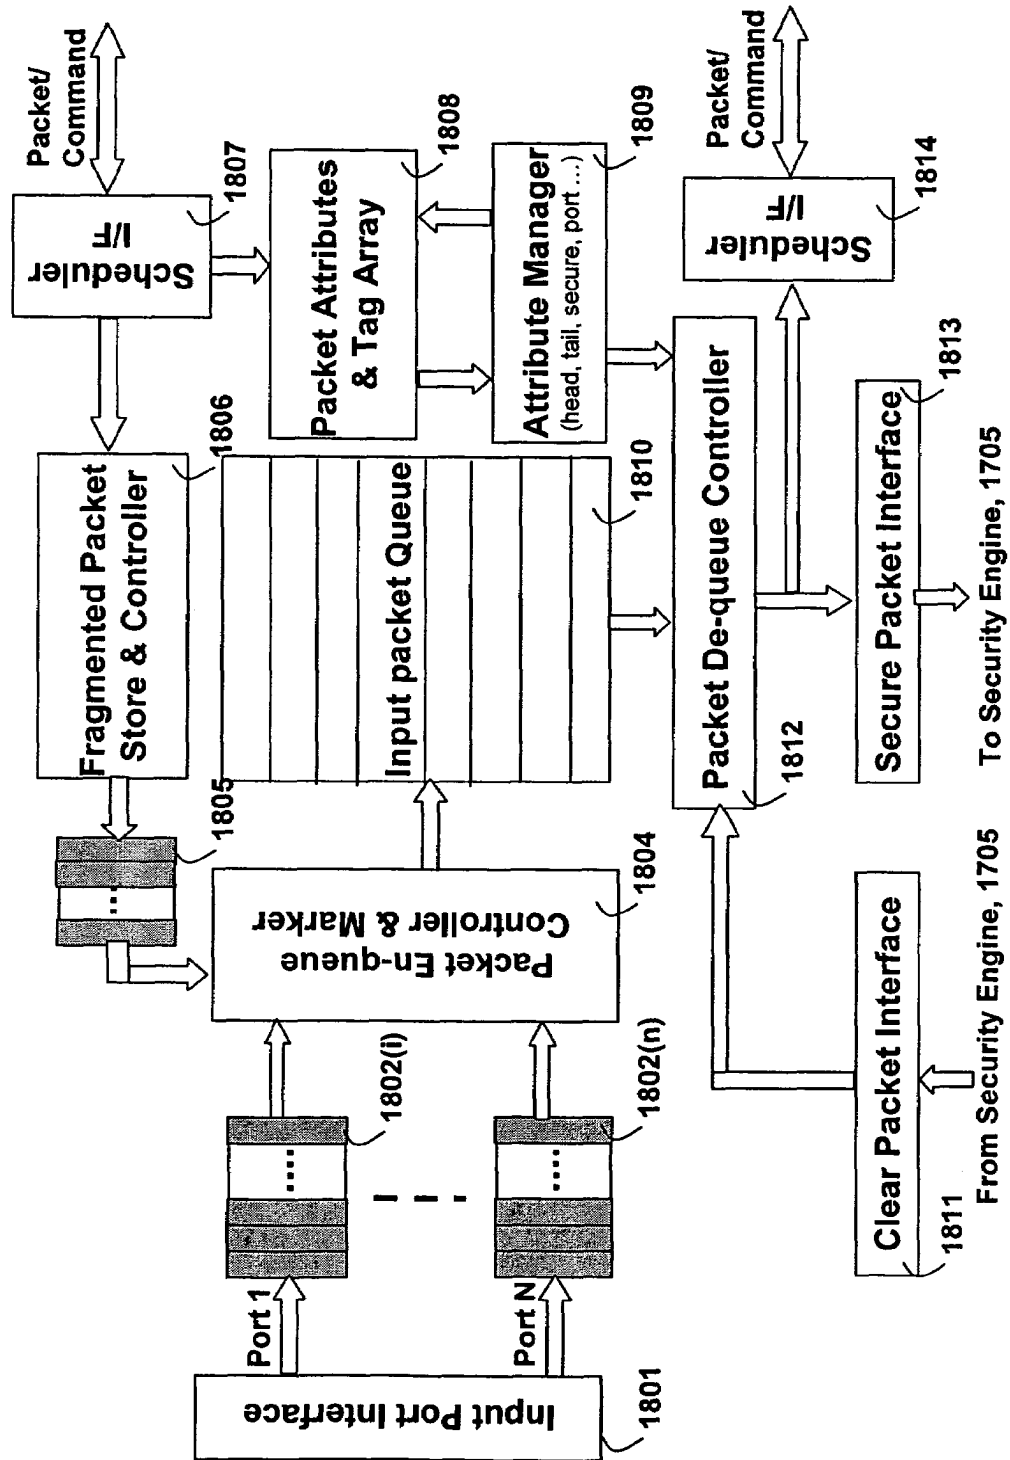 Input Port Interface
1801
Port 1
Port N
....
1802(i)
....
1802(n)
Packet En-queue
Controller & Marker
1804
...
1805
Fragmented Packet
Store & Controller
1806
Scheduler
I/F
1807
Packet/
Command
Input packet Queue
1810
Packet Attributes
& Tag Array
1808
Attribute Manager
(head, tail, secure, port ...)
1809
Clear Packet Interface
1811
From Security Engine, 1705
Packet De-queue Controller
1812
Secure Packet Interface
1813
To Security Engine, 1705
Scheduler
I/F
1814
Packet/
Command